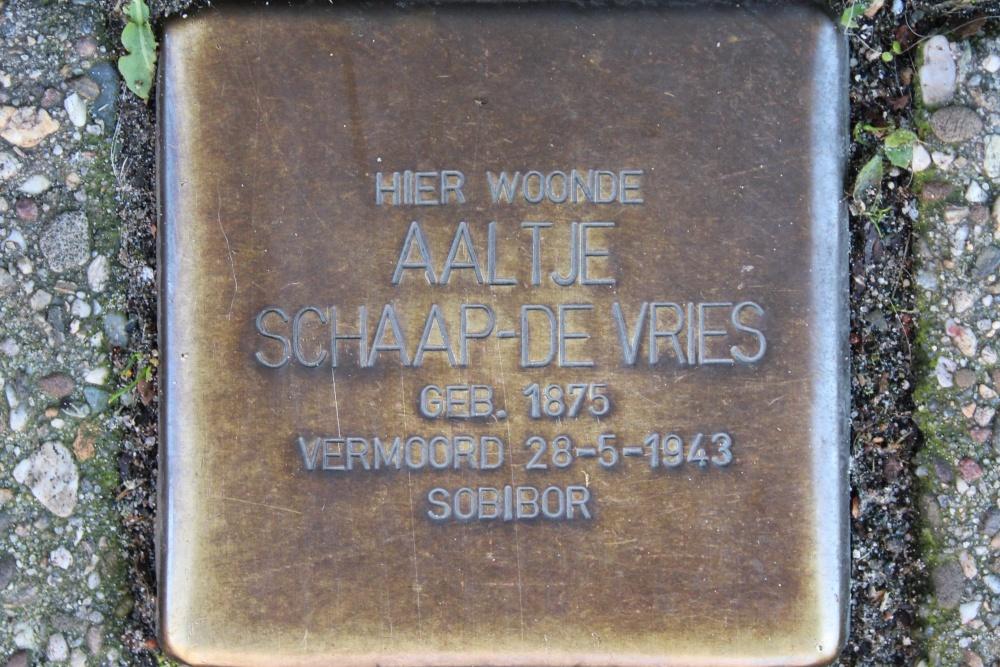 HIER WOONDE
AALTJE
SCHAAP-DE VRIES
GEB. 1875
VERMOORD 28-5-1943
SOBIBOR